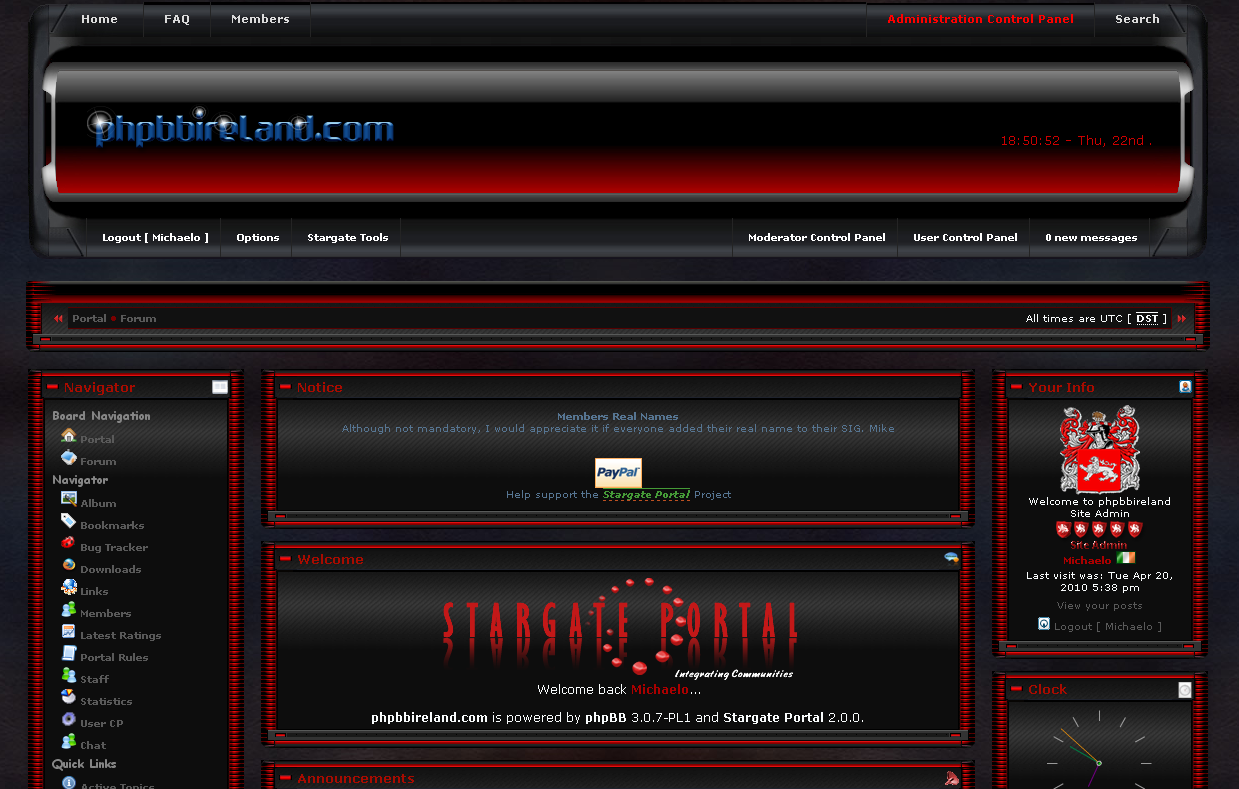 Home FAQ Members Administration Control Panel Search
phpbbireland.com
18:50:52 - Thu, 22nd .
Logout [ Michaelo ] Options Stargate Tools Moderator Control Panel User Control Panel 0 new messages
Portal Forum All times are UTC [ DST ]
Navigator
Board Navigation
Portal
Forum
Navigator
Album
Bookmarks
Bug Tracker
Downloads
Links
Members
Latest Ratings
Portal Rules
Staff
Statistics
User CP
Chat
Quick Links
Active Topics
Notice
Members Real Names
Although not mandatory, I would appreciate it if everyone added their real name to their SIG. Mike
PayPal
Help support the Stargate Portal Project
Welcome
STARGATE PORTAL
Integrating Communities
Welcome back Michaelo...
phpbbireland.com is powered by phpBB 3.0.7-PL1 and Stargate Portal 2.0.0.
Announcements
Your Info
Welcome to phpbbireland
Site Admin
Site Admin
Michaelo
Last visit was: Tue Apr 20,
2010 5:38 pm
View your posts
Logout [ Michaelo ]
Clock